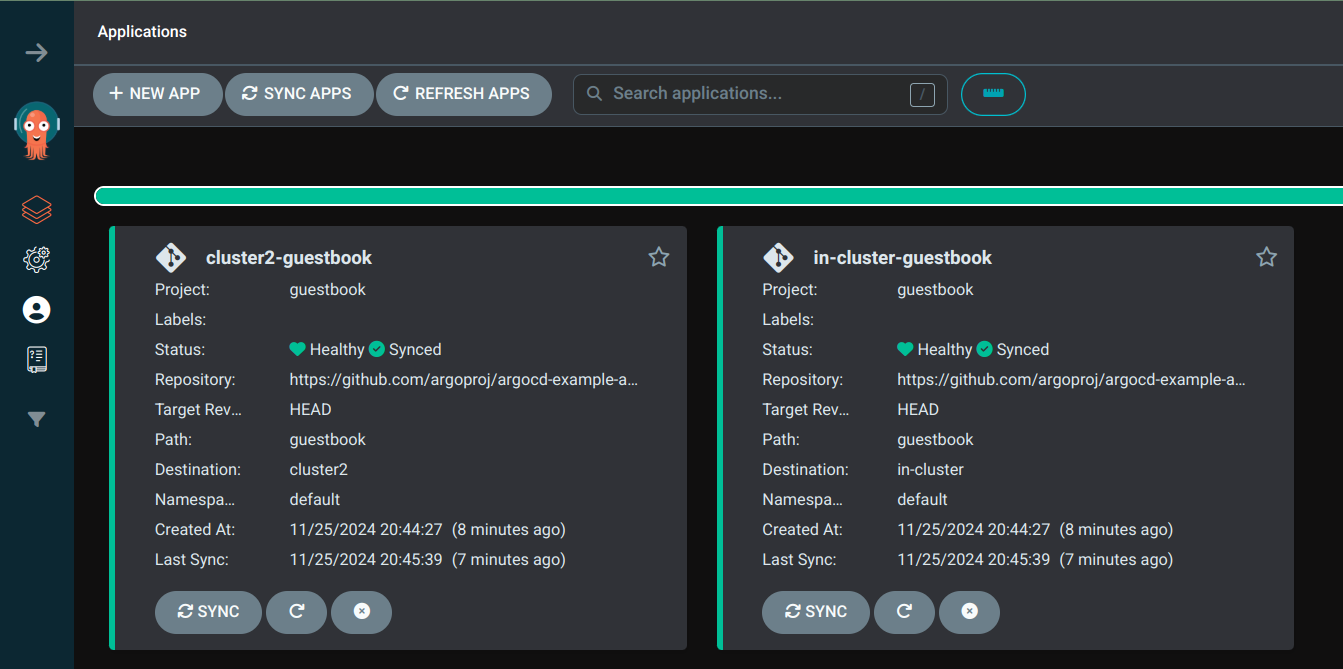 Applications
NEW APP SYNC APPS REFRESH APPS Search applications... /
cluster2-guestbook
Project: guestbook
Labels:
Status: Healthy Synced
Repository: https://github.com/argoproj/argocd-example-a...
Target Rev... HEAD
Path: guestbook
Destination: cluster2
Namespa... default
Created At: 11/25/2024 20:44:27 (8 minutes ago)
Last Sync: 11/25/2024 20:45:39 (7 minutes ago)
SYNC
in-cluster-guestbook
Project: guestbook
Labels:
Status: Healthy Synced
Repository: https://github.com/argoproj/argocd-example-a...
Target Rev... HEAD
Path: guestbook
Destination: in-cluster
Namespa... default
Created At: 11/25/2024 20:44:27 (8 minutes ago)
Last Sync: 11/25/2024 20:45:39 (7 minutes ago)
SYNC